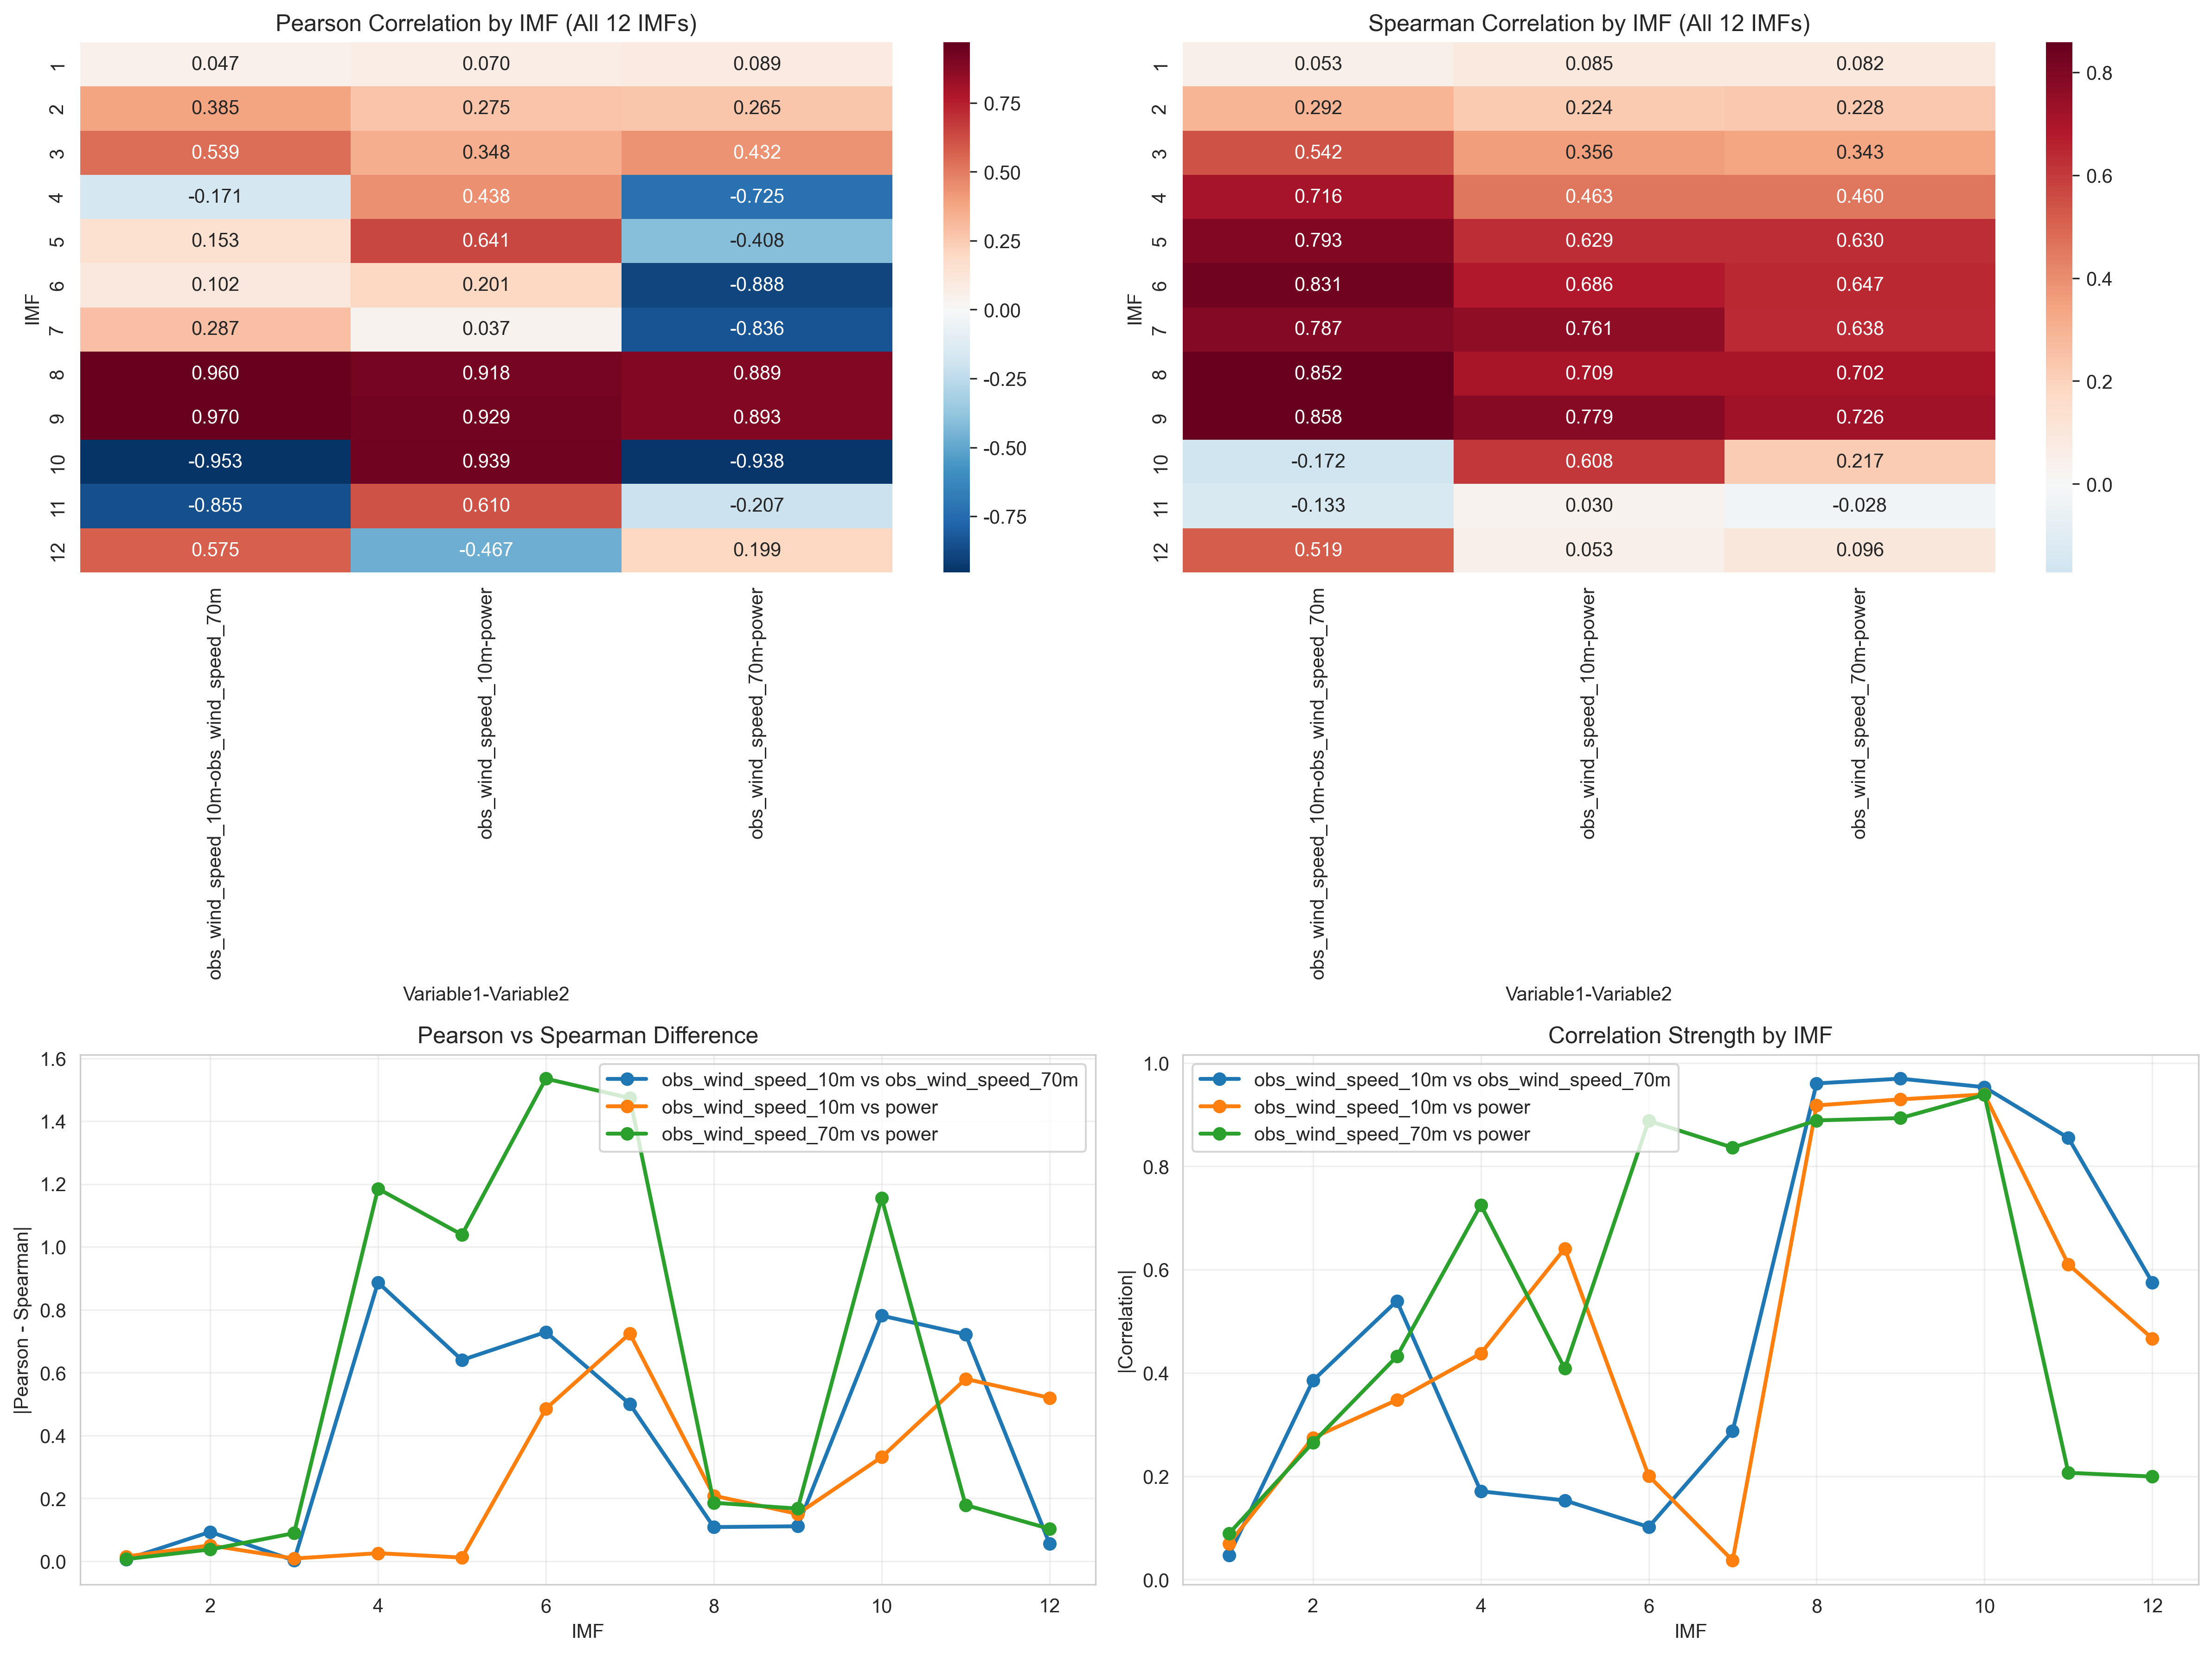 Pearson Correlation by IMF (All 12 IMFs)
IMF
1 0.047 0.070 0.089
2 0.385 0.275 0.265
3 0.539 0.348 0.432
4 -0.171 0.438 -0.725
5 0.153 0.641 -0.408
6 0.102 0.201 -0.888
7 0.287 0.037 -0.836
8 0.960 0.918 0.889
9 0.970 0.929 0.893
10 -0.953 0.939 -0.938
11 -0.855 0.610 -0.207
12 0.575 -0.467 0.199
obs_wind_speed_10m-obs_wind_speed_70m
obs_wind_speed_10m-power
obs_wind_speed_70m-power
Variable1-Variable2
0.75
0.50
0.25
0.00
-0.25
-0.50
-0.75
Spearman Correlation by IMF (All 12 IMFs)
IMF
1 0.053 0.085 0.082
2 0.292 0.224 0.228
3 0.542 0.356 0.343
4 0.716 0.463 0.460
5 0.793 0.629 0.630
6 0.831 0.686 0.647
7 0.787 0.761 0.638
8 0.852 0.709 0.702
9 0.858 0.779 0.726
10 -0.172 0.608 0.217
11 -0.133 0.030 -0.028
12 0.519 0.053 0.096
obs_wind_speed_10m-obs_wind_speed_70m
obs_wind_speed_10m-power
obs_wind_speed_70m-power
Variable1-Variable2
0.8
0.6
0.4
0.2
0.0
Pearson vs Spearman Difference
|Pearson - Spearman|
1.6
1.4
1.2
1.0
0.8
0.6
0.4
0.2
0.0
obs_wind_speed_10m vs obs_wind_speed_70m
obs_wind_speed_10m vs power
obs_wind_speed_70m vs power
2 4 6 8 10 12
IMF
Correlation Strength by IMF
|Correlation|
1.0
0.8
0.6
0.4
0.2
0.0
obs_wind_speed_10m vs obs_wind_speed_70m
obs_wind_speed_10m vs power
obs_wind_speed_70m vs power
2 4 6 8 10 12
IMF